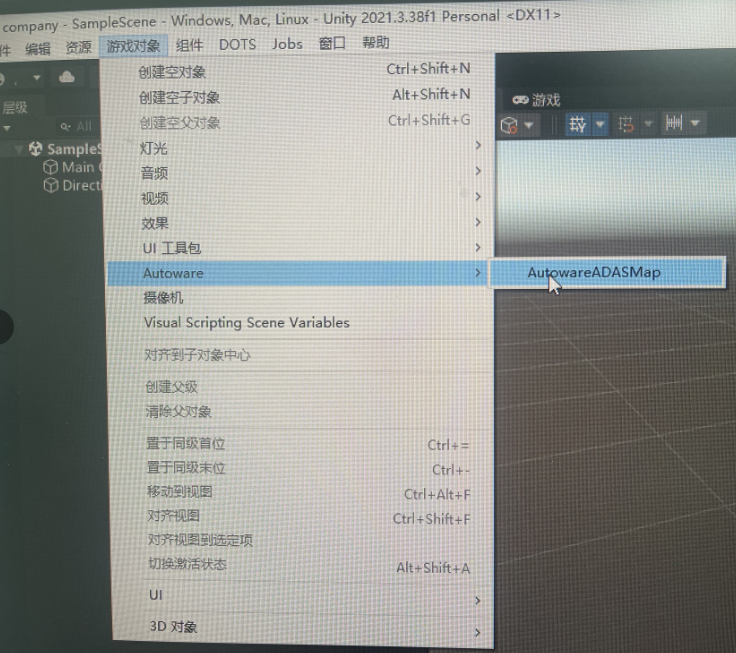 company - SampleScene - Windows, Mac, Linux - Unity 2021.3.38f1 Personal <DX11>
件 编辑 资源 游戏对象 组件 DOTS Jobs 窗口 帮助
创建空对象 Ctrl+Shift+N
创建空子对象 Alt+Shift+N
创建空父对象 Ctrl+Shift+G
灯光
音频
视频
效果
UI 工具包
Autoware
AutowareADASMap
摄像机
Visual Scripting Scene Variables
对齐到子对象中心
创建父级
清除父对象
置于同级首位 Ctrl+=
置于同级末位 Ctrl+-
移动到视图 Ctrl+Alt+F
对齐视图 Ctrl+Shift+F
对齐视图到选定项
切换激活状态 Alt+Shift+A
UI
3D 对象
层级
All
SampleS
Main
Directi
游戏